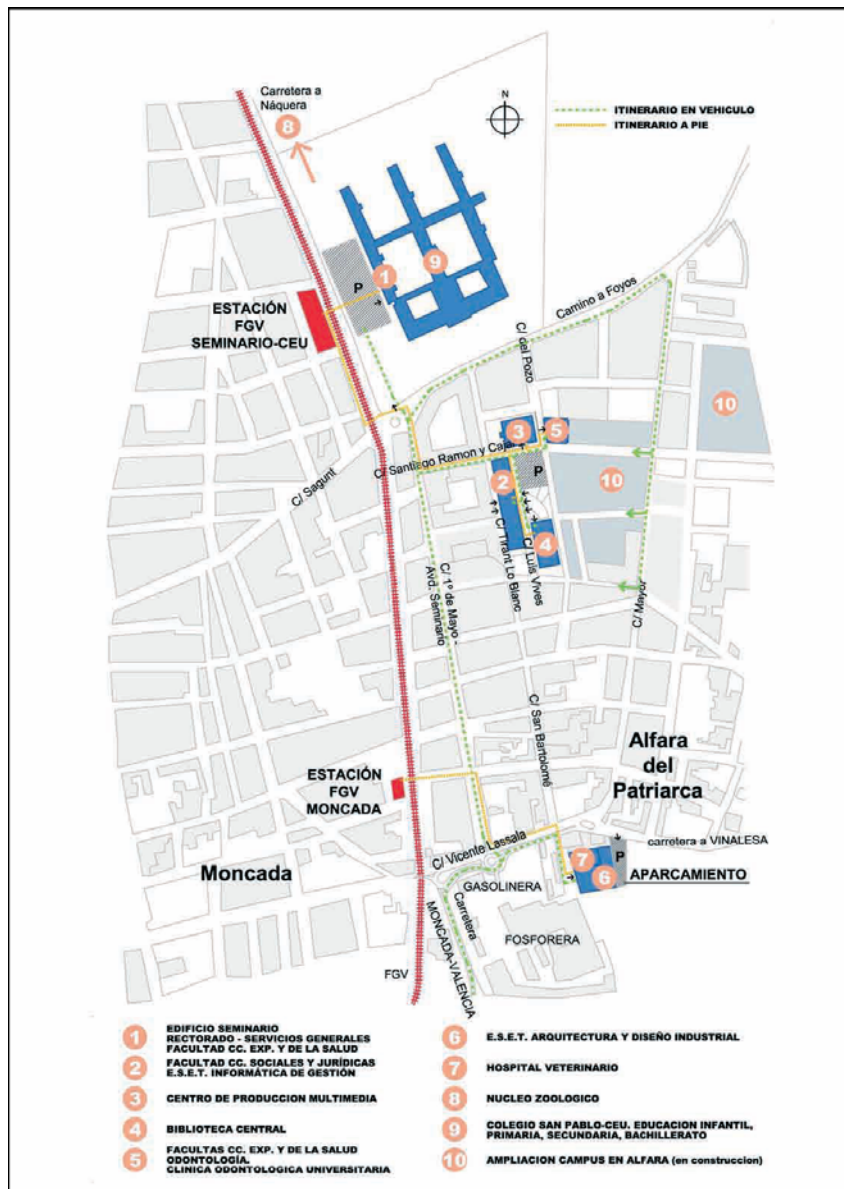 Carretera a
Náquera
8
N
ITINERARIO EN VEHICULO
ITINERARIO A PIE
1
9
P
ESTACIÓN
FGV
SEMINARIO-CEU
Camino a Foyos
C/ del Pozo
10
3
5
C/ Santiago Ramon y Cajal
C/ Sagunt
2
P
10
4
C/ Tirant Lo Blanc
C/ Luis Vives
C/ Mayor
C/ 1º de Mayo -
Avd. Seminario
C/ San Bartolomé
Alfara
del
Patriarca
ESTACIÓN
FGV
MONCADA
C/ Vicente Lassala
carretera a VINALESA
Moncada
7
6
P
APARCAMIENTO
GASOLINERA
Carretera
MONCADA-VALENCIA
FOSFORERA
FGV
1
EDIFICIO SEMINARIO
RECTORADO - SERVICIOS GENERALES
FACULTAD CC. EXP. Y DE LA SALUD
2
FACULTAD CC. SOCIALES Y JURÍDICAS
E.S.E.T. INFORMÁTICA DE GESTIÓN
3
CENTRO DE PRODUCCION MULTIMEDIA
4
BIBLIOTECA CENTRAL
5
FACULTAS CC. EXP. Y DE LA SALUD
ODONTOLOGÍA.
CLINICA ODONTOLOGICA UNIVERSITARIA
6
E.S.E.T. ARQUITECTURA Y DISEÑO INDUSTRIAL
7
HOSPITAL VETERINARIO
8
NUCLEO ZOOLOGICO
9
COLEGIO SAN PABLO-CEU. EDUCACION INFANTIL,
PRIMARIA, SECUNDARIA, BACHILLERATO
10
AMPLIACION CAMPUS EN ALFARA (en construccion)